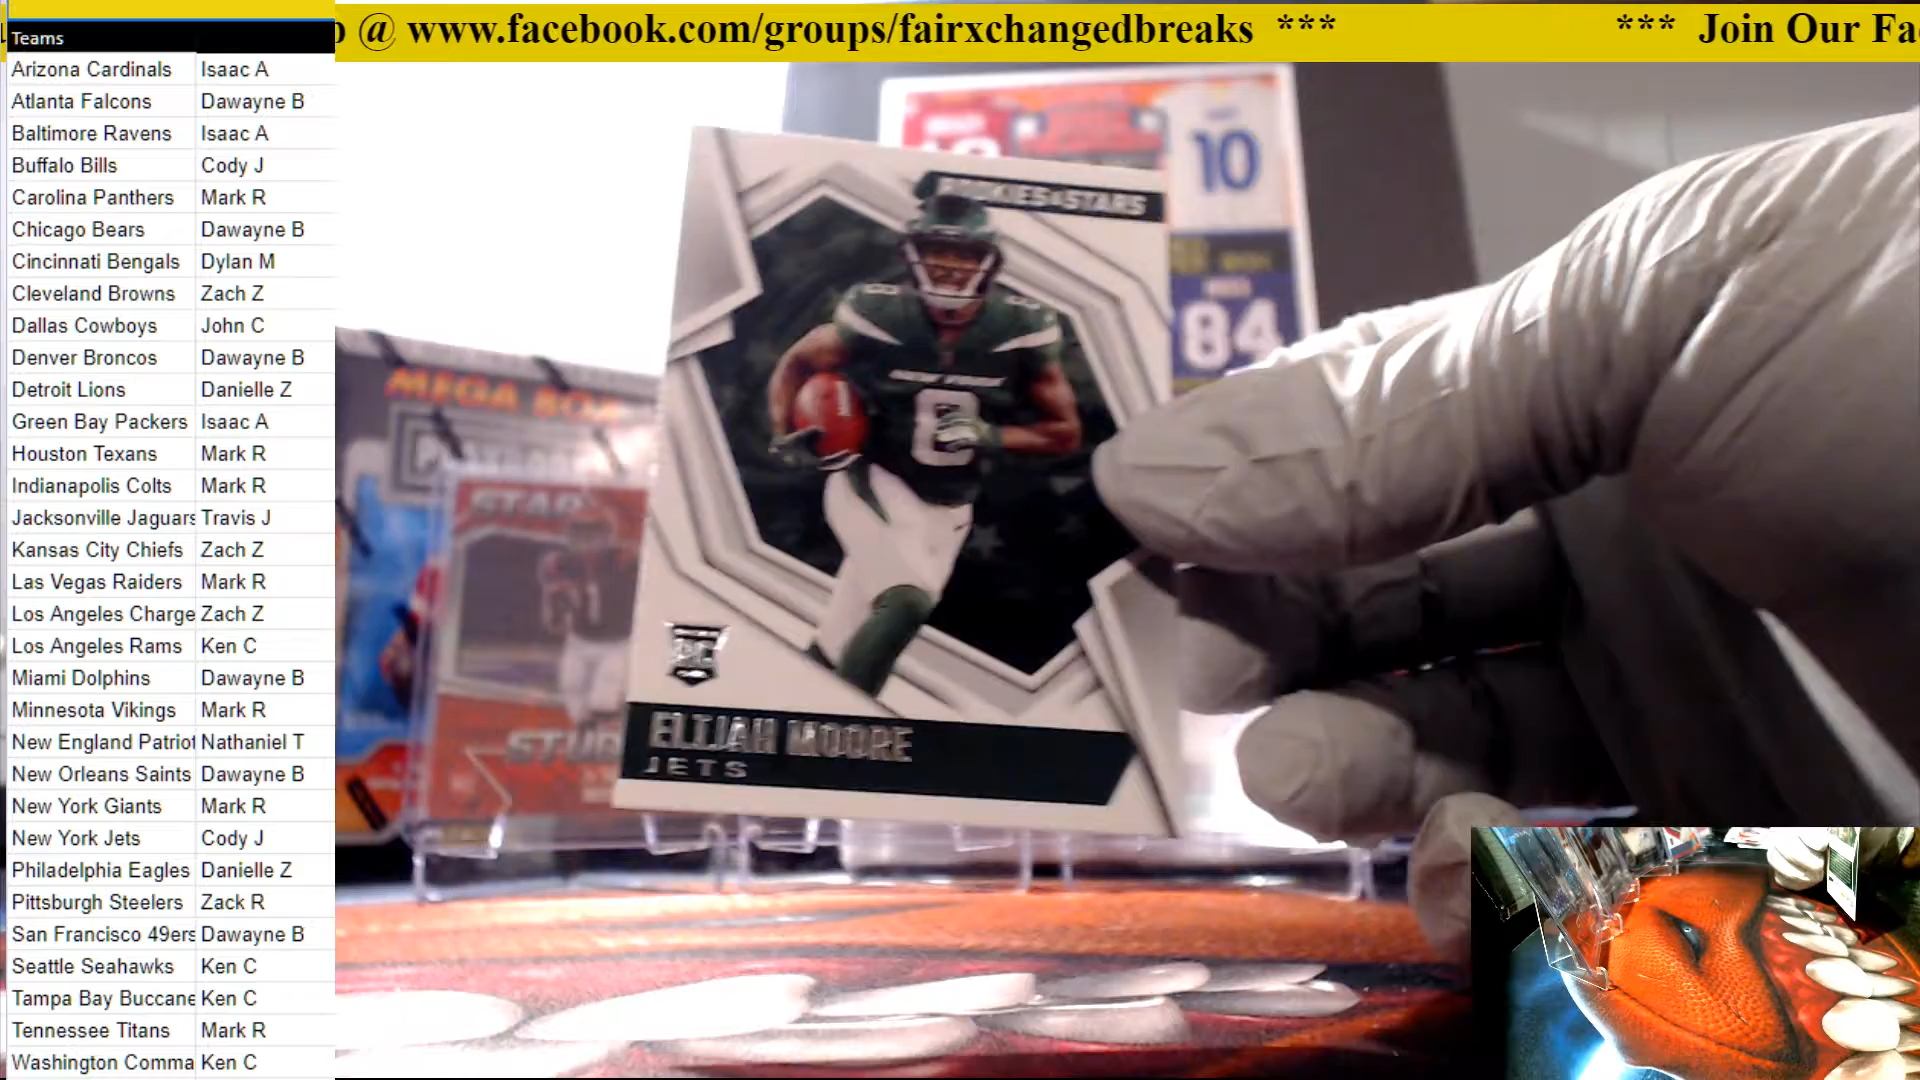 p @ www.facebook.com/groups/fairxchangedbreaks *** *** Join Our Fa
Teams
Arizona Cardinals Isaac A
Atlanta Falcons Dawayne B
Baltimore Ravens Isaac A
Buffalo Bills Cody J
Carolina Panthers Mark R
Chicago Bears Dawayne B
Cincinnati Bengals Dylan M
Cleveland Browns Zach Z
Dallas Cowboys John C
Denver Broncos Dawayne B
Detroit Lions Danielle Z
Green Bay Packers Isaac A
Houston Texans Mark R
Indianapolis Colts Mark R
Jacksonville Jaguars Travis J
Kansas City Chiefs Zach Z
Las Vegas Raiders Mark R
Los Angeles Charge Zach Z
Los Angeles Rams Ken C
Miami Dolphins Dawayne B
Minnesota Vikings Mark R
New England Patriot Nathaniel T
New Orleans Saints Dawayne B
New York Giants Mark R
New York Jets Cody J
Philadelphia Eagles Danielle Z
Pittsburgh Steelers Zack R
San Francisco 49ers Dawayne B
Seattle Seahawks Ken C
Tampa Bay Buccane Ken C
Tennessee Titans Mark R
Washington Comma Ken C
ROOKIES & STARS
NEW YORK
8
RC
ELIJAH MOORE
JETS
10
84
MEGA BOX
STAR
STU